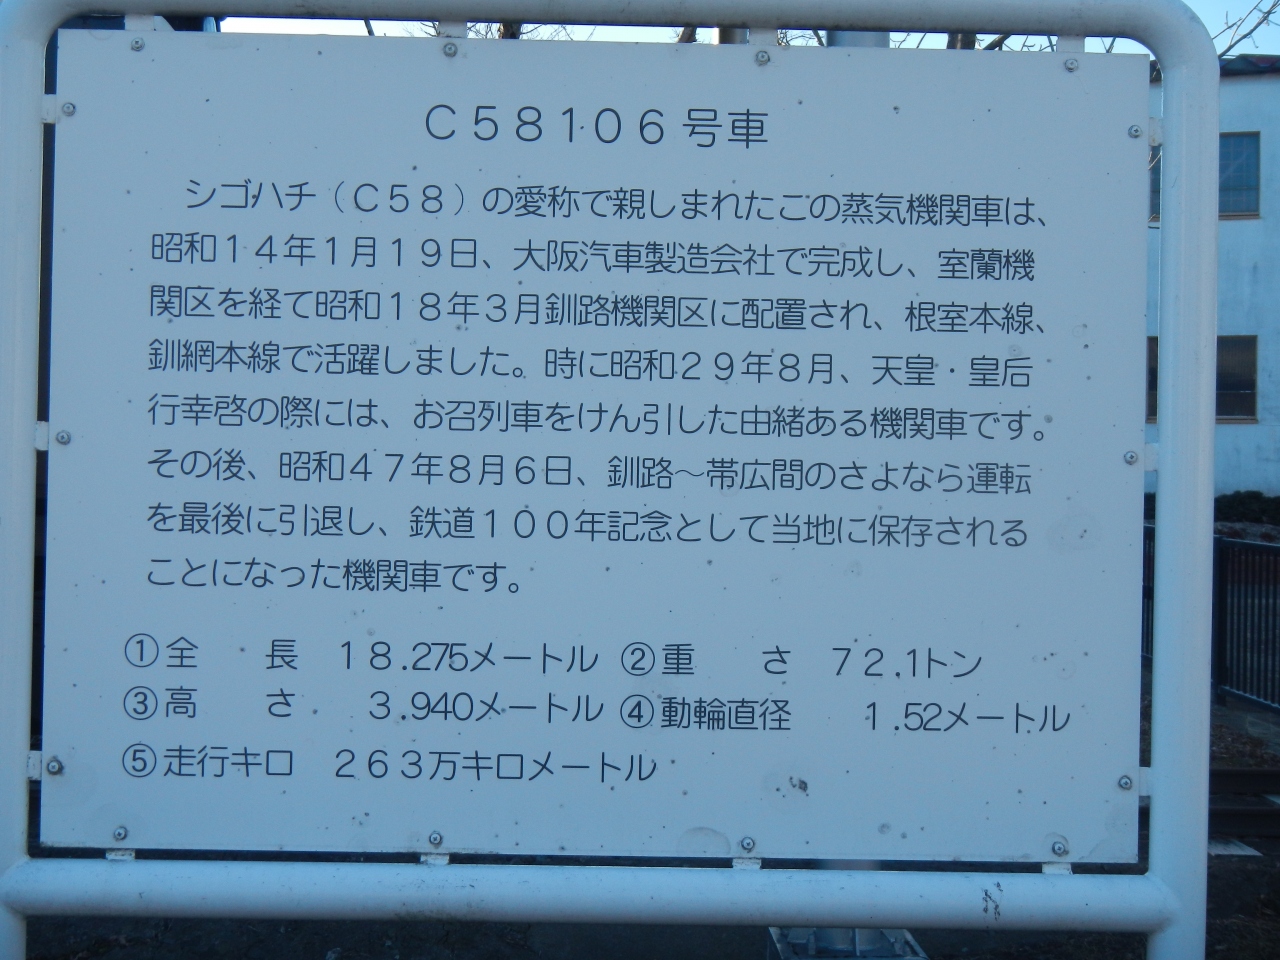 C58106号車
シゴハチ(C58)の愛称で親しまれたこの蒸気機関車は、
昭和14年1月19日、大阪汽車製造会社で完成し、室蘭機
関区を経て昭和18年3月釧路機関区に配置され、根室本線、
釧網本線で活躍しました。時に昭和29年8月、天皇・皇后
行幸啓の際には、お召列車をけん引した由緒ある機関車です。
その後、昭和47年8月6日、釧路~帯広間のさよなら運転
を最後に引退し、鉄道100年記念として当地に保存される
ことになった機関車です。
①全 長 18.275メートル ②重 さ 72.1トン
③高 さ 3.940メートル ④動輪直径 1.52メートル
⑤走行キロ 263万キロメートル